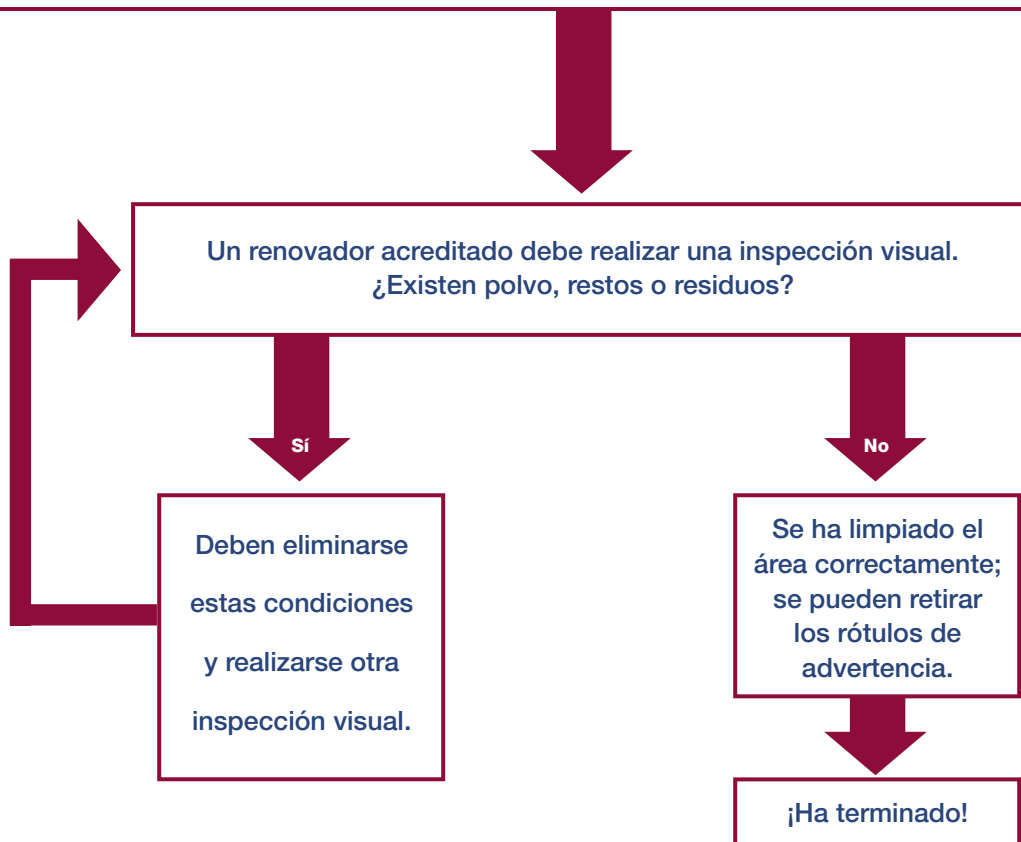 Un renovador acreditado debe realizar una inspección visual.
¿Existen polvo, restos o residuos?
Sí
No
Deben eliminarse
estas condiciones
y realizarse otra
inspección visual.
Se ha limpiado el
área correctamente;
se pueden retirar
los rótulos de
advertencia.
¡Ha terminado!